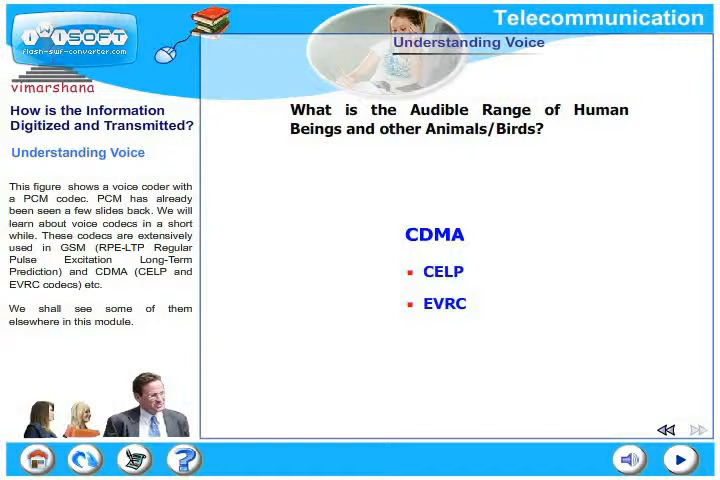 Telecommunication
Understanding Voice
iWiSOFT
flash-swf-converter.com
vimarshana
How is the Information
Digitized and Transmitted?
Understanding Voice
This figure shows a voice coder with
a PCM codec. PCM has already
been seen a few slides back. We will
learn about voice codecs in a short
while. These codecs are extensively
used in GSM (RPE-LTP Regular
Pulse Excitation Long-Term
Prediction) and CDMA (CELP and
EVRC codecs) etc.
We shall see some of them
elsewhere in this module.
What is the Audible Range of Human
Beings and other Animals/Birds?
CDMA
CELP
EVRC